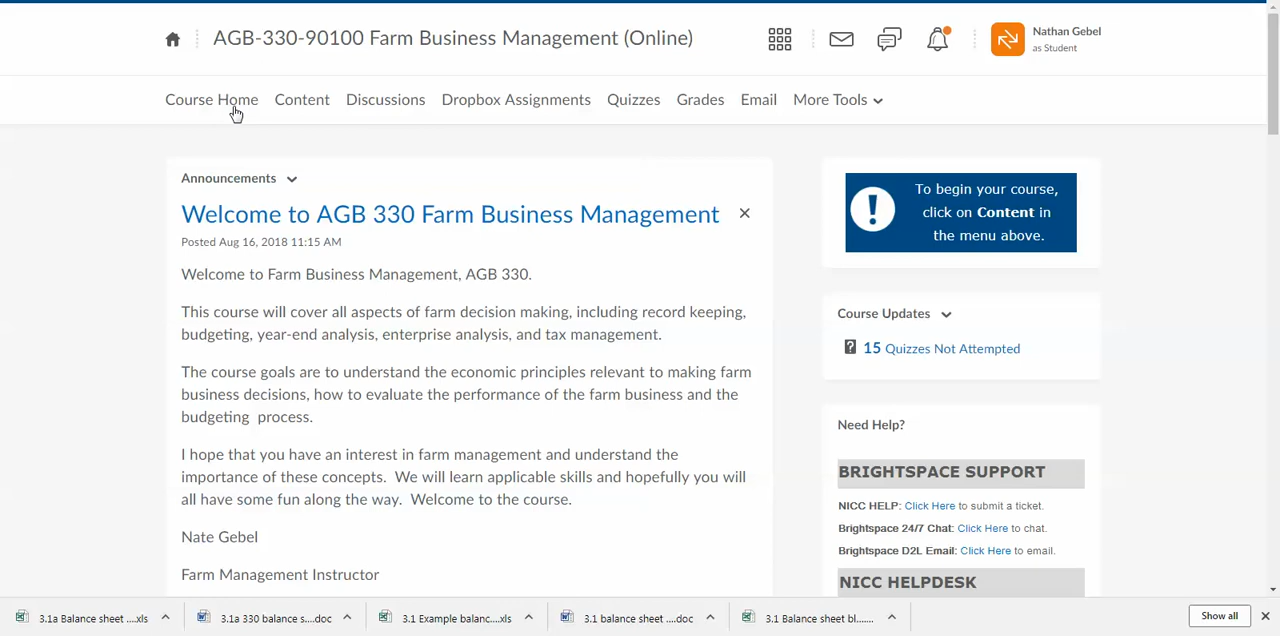 AGB-330-90100 Farm Business Management (Online)
Nathan Gebel
as Student
Course Home Content Discussions Dropbox Assignments Quizzes Grades Email More Tools
Announcements
Welcome to AGB 330 Farm Business Management
Posted Aug 16, 2018 11:15 AM
Welcome to Farm Business Management, AGB 330.
This course will cover all aspects of farm decision making, including record keeping,
budgeting, year-end analysis, enterprise analysis, and tax management.
The course goals are to understand the economic principles relevant to making farm
business decisions, how to evaluate the performance of the farm business and the
budgeting process.
I hope that you have an interest in farm management and understand the
importance of these concepts. We will learn applicable skills and hopefully you will
all have some fun along the way. Welcome to the course.
Nate Gebel
Farm Management Instructor
To begin your course,
click on Content in
the menu above.
Course Updates
15 Quizzes Not Attempted
Need Help?
BRIGHTSPACE SUPPORT
NICC HELP: Click Here to submit a ticket.
Brightspace 24/7 Chat: Click Here to chat.
Brightspace D2L Email: Click Here to email.
NICC HELPDESK
3.1a Balance sheet ....xls 3.1a 330 balance s....doc 3.1 Example balanc....xls 3.1 balance sheet ....doc 3.1 Balance sheet bl....... Show all